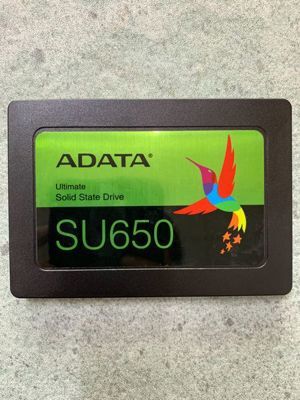 ADATA®
Ultimate
Solid State Drive
SU650